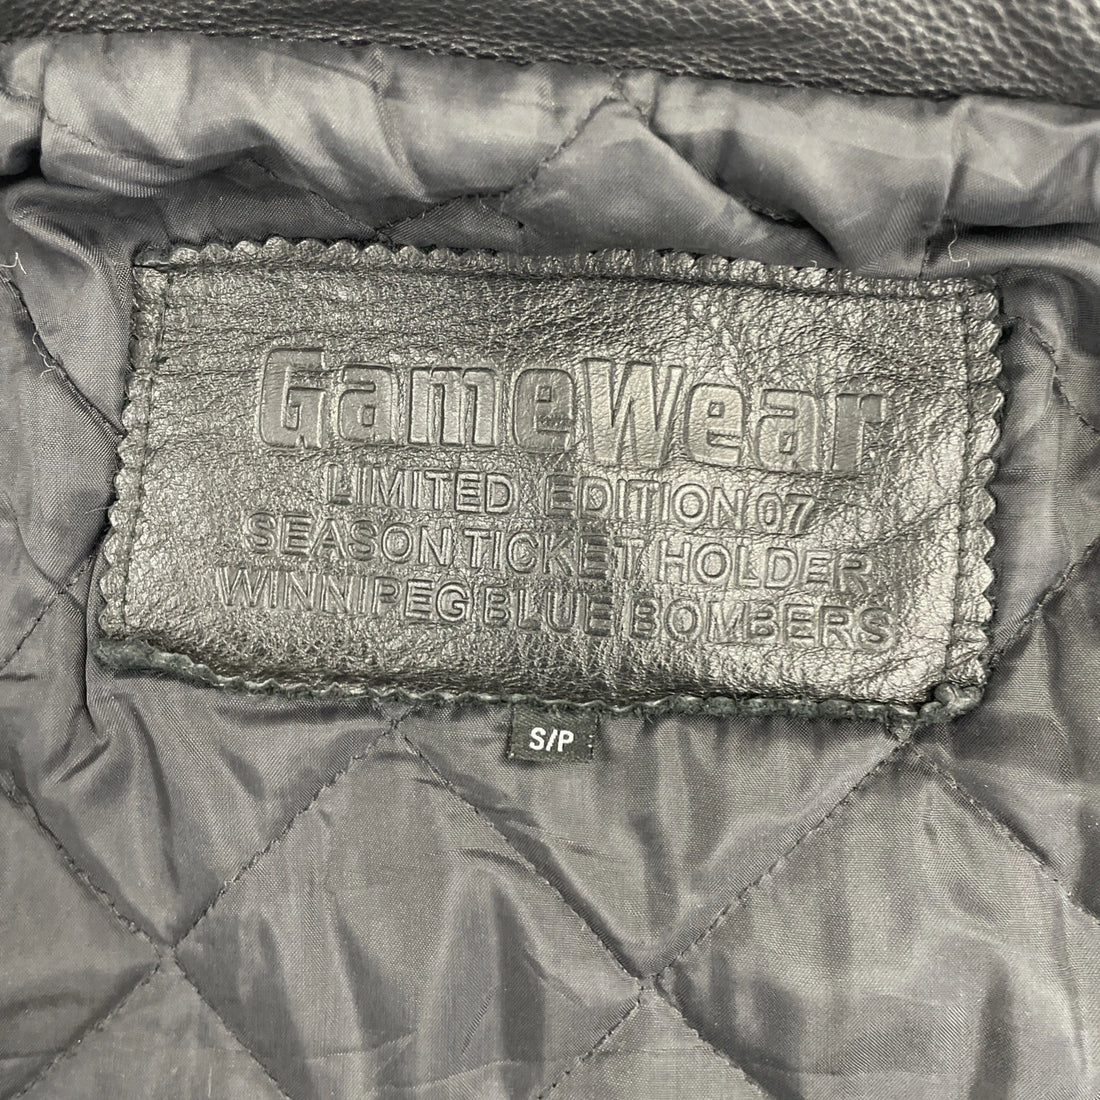 GameWear
LIMITED EDITION 07
SEASON TICKET HOLDER
WINNIPEG BLUE BOMBERS
S/P